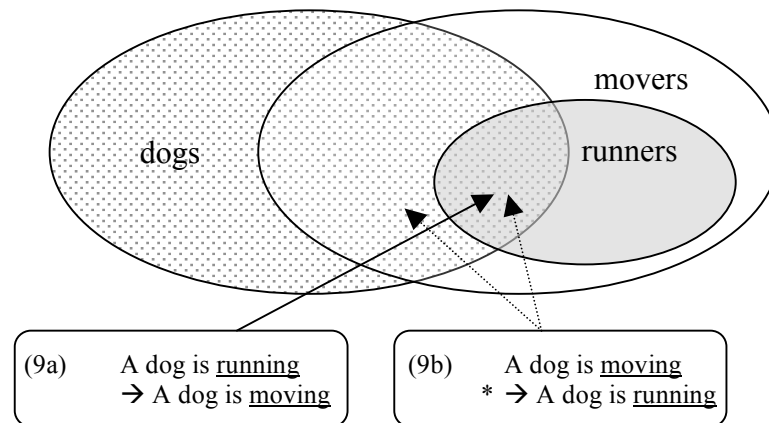 movers
dogs
runners
(9a) A dog is running
→ A dog is moving
(9b) A dog is moving
* → A dog is running